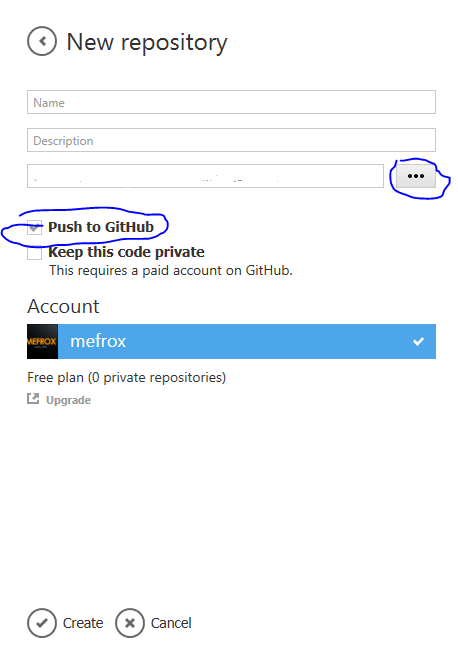 New repository
Name
Description
...
Push to GitHub
Keep this code private
This requires a paid account on GitHub.
Account
MEFROX
mefrox
Free plan (0 private repositories)
Upgrade
Create
Cancel